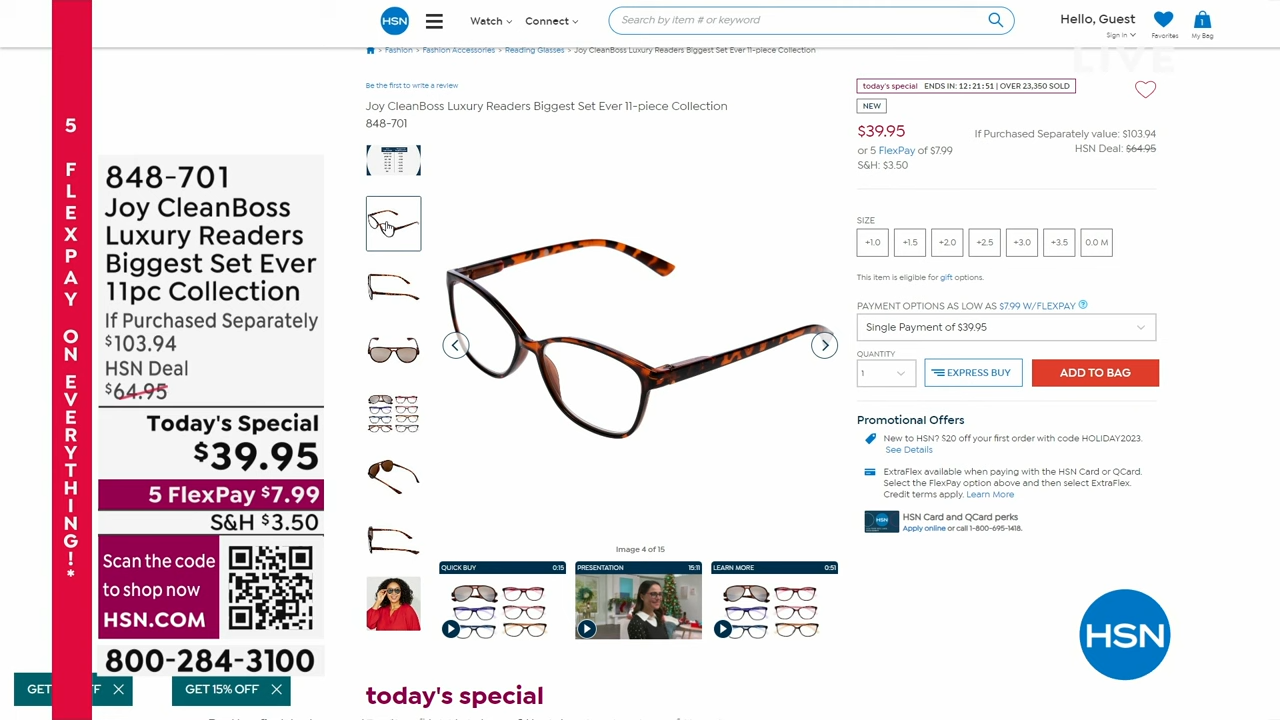 HSN
Watch
Connect
Search by item # or keyword
Hello, Guest
Sign In
Favorites
1
My Bag
LIVE
> Fashion > Fashion Accessories > Reading Glasses > Joy CleanBoss Luxury Readers Biggest Set Ever 11-piece Collection
5 FLEXPAY ON EVERYTHING!*
848-701
Joy CleanBoss
Luxury Readers
Biggest Set Ever
11pc Collection
If Purchased Separately
$103.94
HSN Deal
$64.95
Today's Special
$39.95
5 FlexPay $7.99
S&H $3.50
Scan the code
to shop now
HSN.COM
800-284-3100
GET
FF
GET 15% OFF
Be the first to write a review
Joy CleanBoss Luxury Readers Biggest Set Ever 11-piece Collection
848-701
Image 4 of 15
QUICK BUY 0:15
PRESENTATION 15:11
LEARN MORE 0:51
today's special
today's special ENDS IN: 12:21:51 | OVER 23,350 SOLD
NEW
$39.95
If Purchased Separately value: $103.94
or 5 FlexPay of $7.99
HSN Deal: $64.95
S&H: $3.50
SIZE
+1.0 +1.5 +2.0 +2.5 +3.0 +3.5 0.0 M
This item is eligible for gift options.
PAYMENT OPTIONS AS LOW AS $7.99 W/FLEXPAY
Single Payment of $39.95
QUANTITY
1
EXPRESS BUY
ADD TO BAG
Promotional Offers
New to HSN? $20 off your first order with code HOLIDAY2023.
See Details
ExtraFlex available when paying with the HSN Card or QCard.
Select the FlexPay option above and then select ExtraFlex.
Credit terms apply. Learn More
HSN
HSN Card and QCard perks
Apply online or call 1-800-695-1418.
HSN